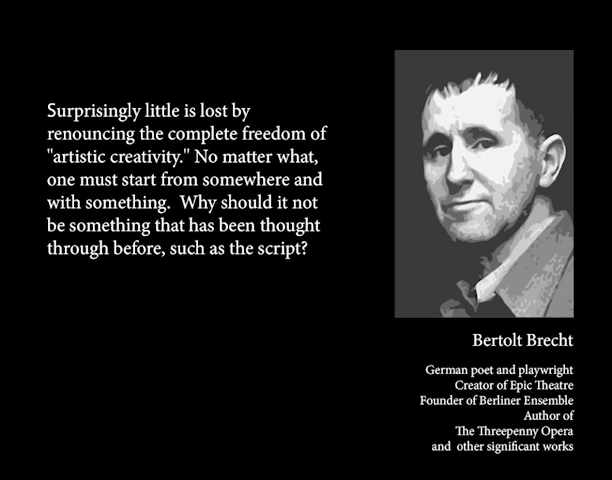 Surprisingly little is lost by
renouncing the complete freedom of
"artistic creativity." No matter what,
one must start from somewhere and
with something.  Why should it not
be something that has been thought
through before, such as the script?
Bertolt Brecht
German poet and playwright
Creator of Epic Theatre
Founder of Berliner Ensemble
Author of
The Threepenny Opera
and  other significant works